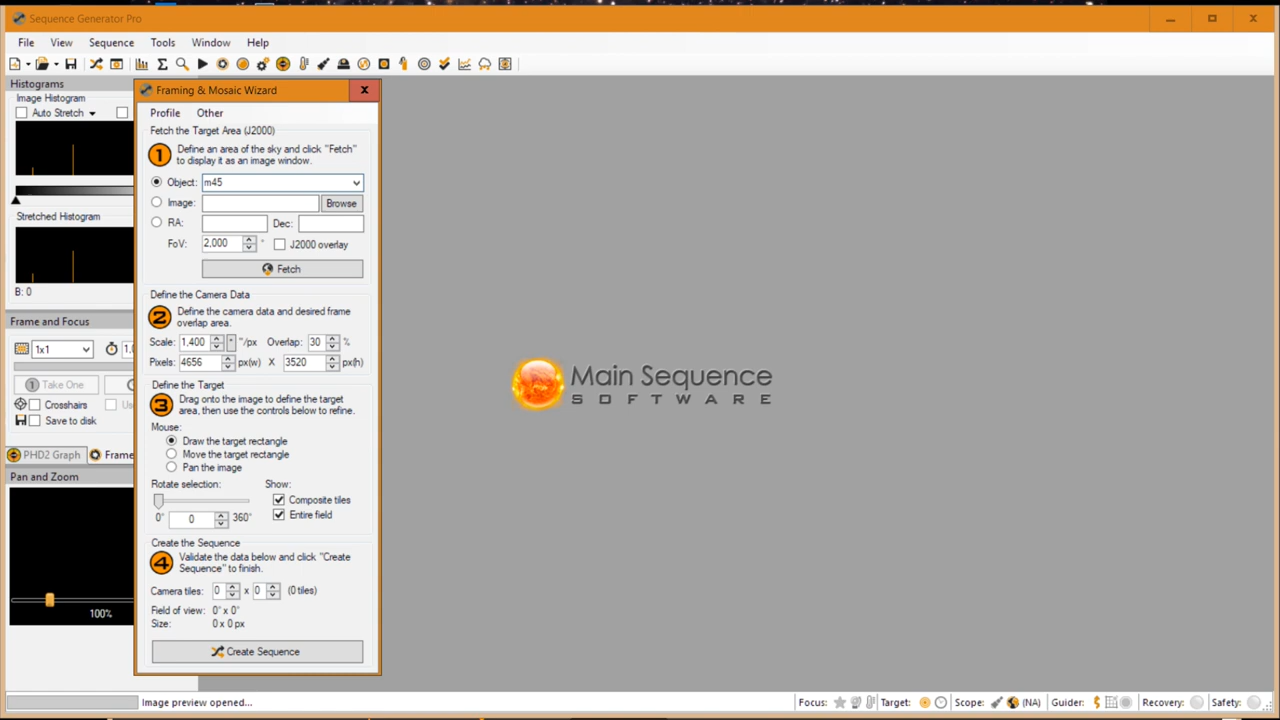 Sequence Generator Pro
File View Sequence Tools Window Help
Histograms
Image Histogram
Auto Stretch
Stretched Histogram
B: 0
Frame and Focus
1x1
1 Take One
Crosshairs
Save to disk
PHD2 Graph Frame
Pan and Zoom
100%
Framing & Mosaic Wizard X
Profile Other
Fetch the Target Area (J2000)
1
Define an area of the sky and click "Fetch"
to display it as an image window.
Object: m45
Image: Browse
RA: Dec:
FoV: 2,000 ° J2000 overlay
Fetch
Define the Camera Data
2
Define the camera data and desired frame
overlap area.
Scale: 1,400 * "/px Overlap: 30 %
Pixels: 4656 px(w) X 3520 px(h)
Define the Target
3
Drag onto the image to define the target
area, then use the controls below to refine.
Mouse:
Draw the target rectangle
Move the target rectangle
Pan the image
Rotate selection: Show:
Composite tiles
0° 0 360° Entire field
Create the Sequence
4
Validate the data below and click "Create
Sequence" to finish.
Camera tiles: 0 x 0 (0 tiles)
Field of view: 0° x 0°
Size: 0 x 0 px
Create Sequence
Main Sequence
SOFTWARE
Image preview opened...
Focus: Target: Scope: (NA) Guider: Recovery: Safety: